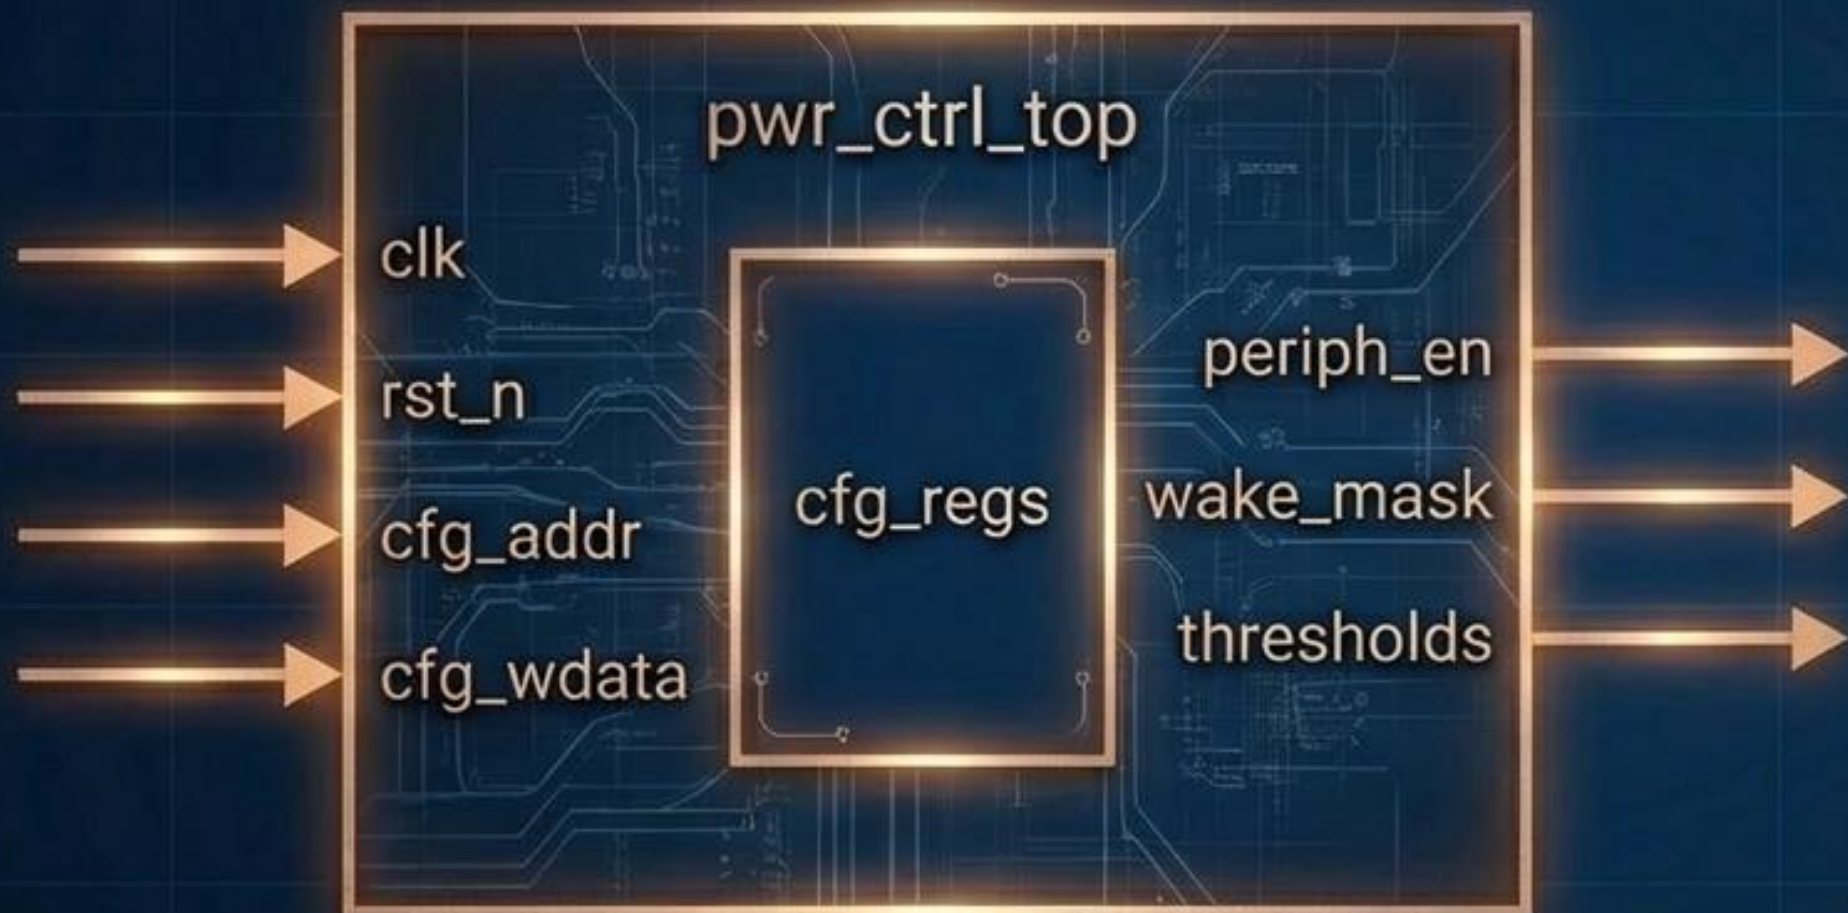 pwr_ctrl_top
clk
rst_n
cfg_addr
cfg_wdata
cfg_regs
periph_en
wake_mask
thresholds